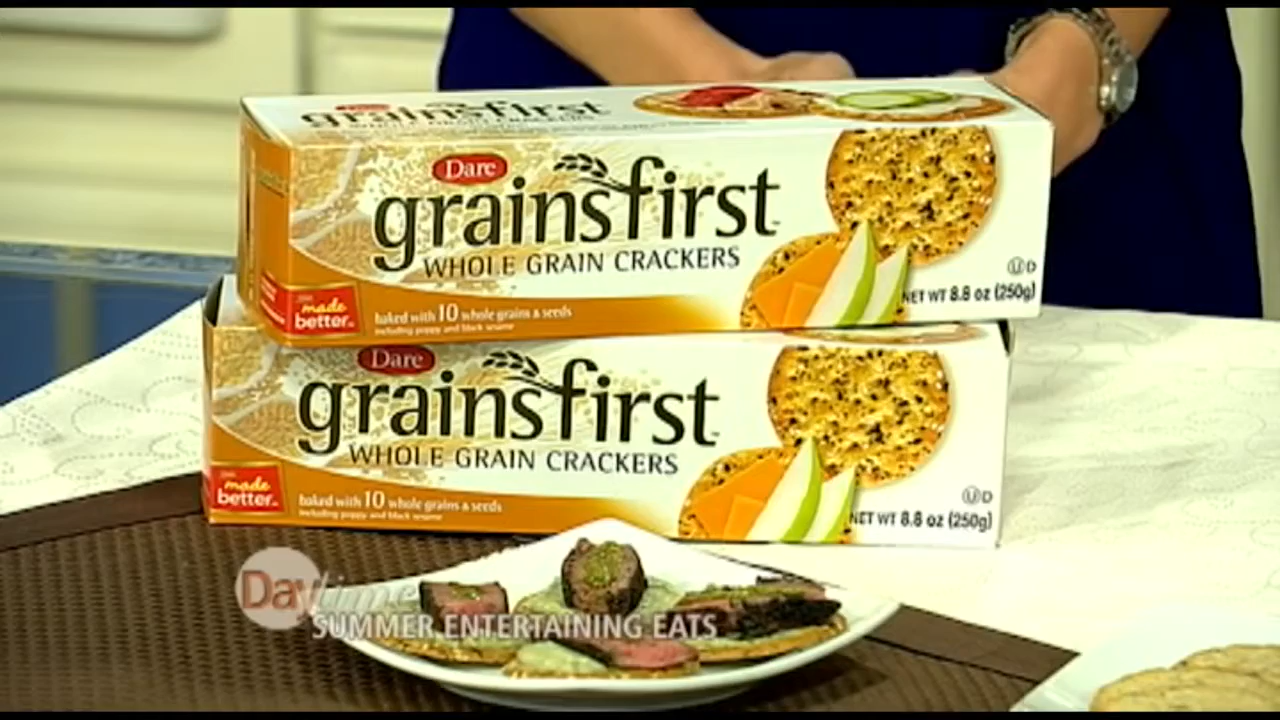 grainsfirst
Dare
grainsfirst
WHOLE GRAIN CRACKERS
made
better
baked with 10 whole grains & seeds
including poppy and black sesame
NET WT 8.8 oz (250g)
Dare
grainsfirst
WHOLE GRAIN CRACKERS
made
better
baked with 10 whole grains & seeds
including poppy and black sesame
NET WT 8.8 oz (250g)
Daytime
SUMMER ENTERTAINING EATS